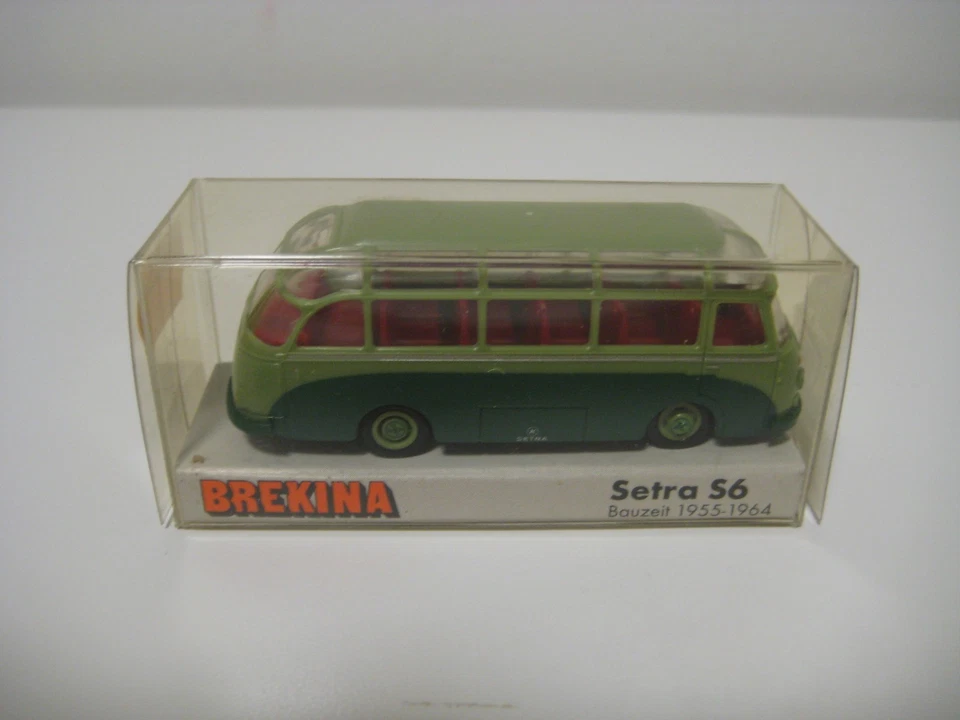 SETRA
BREKINA
Setra S6
Bauzeit 1955-1964